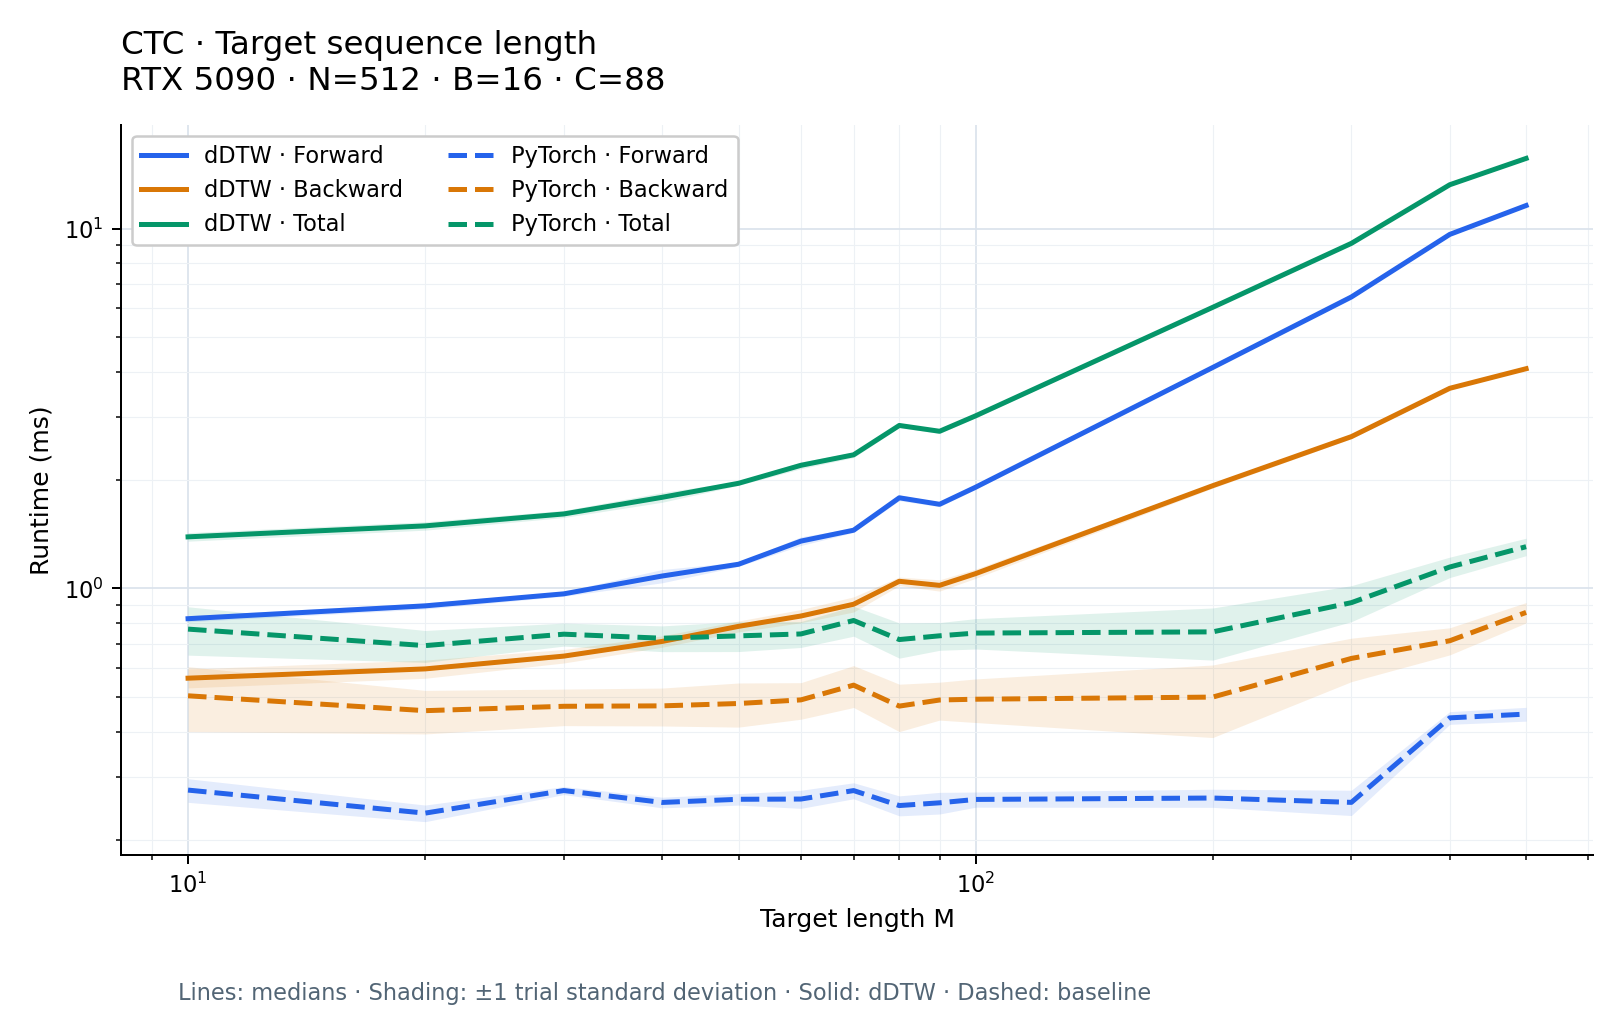 CTC · Target sequence length
RTX 5090 · N=512 · B=16 · C=88
dDTW · Forward
dDTW · Backward
dDTW · Total
PyTorch · Forward
PyTorch · Backward
PyTorch · Total
Runtime (ms)
10¹
10⁰
10¹
10²
Target length M
Lines: medians · Shading: ±1 trial standard deviation · Solid: dDTW · Dashed: baseline